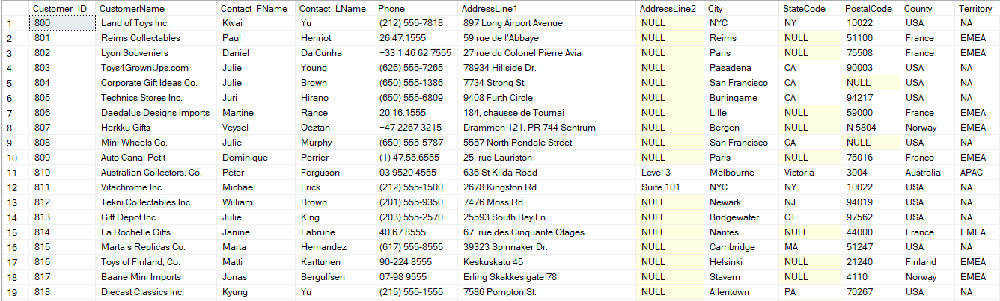 Customer_ID CustomerName Contact_FName Contact_LName Phone AddressLine1 AddressLine2 City StateCode PostalCode County Territory
1 800 Land of Toys Inc. Kwai Yu (212) 555-7818 897 Long Airport Avenue NULL NYC NY 10022 USA NA
2 801 Reims Collectables Paul Henriot 26.47.1555 59 rue de l'Abbaye NULL Reims NULL 51100 France EMEA
3 802 Lyon Souveniers Daniel Da Cunha +33 1 46 62 7555 27 rue du Colonel Pierre Avia NULL Paris NULL 75508 France EMEA
4 803 Toys4GrownUps.com Julie Young (626) 555-7265 78934 Hillside Dr. NULL Pasadena CA 90003 USA NA
5 804 Corporate Gift Ideas Co. Julie Brown (650) 555-1386 7734 Strong St. NULL San Francisco CA NULL USA NA
6 805 Technics Stores Inc. Juri Hirano (650) 555-6809 9408 Furth Circle NULL Burlingame CA 94217 USA NA
7 806 Daedalus Designs Imports Martine Rance 20.16.1555 184, chausse de Tournai NULL Lille NULL 59000 France EMEA
8 807 Herkku Gifts Veysel Oeztan +47 2267 3215 Drammen 121, PR 744 Sentrum NULL Bergen NULL N 5804 Norway EMEA
9 808 Mini Wheels Co. Julie Murphy (650) 555-5787 5557 North Pendale Street NULL San Francisco CA NULL USA NA
10 809 Auto Canal Petit Dominique Perrier (1) 47.55.6555 25, rue Lauriston NULL Paris NULL 75016 France EMEA
11 810 Australian Collectors, Co. Peter Ferguson 03 9520 4555 636 St Kilda Road Level 3 Melbourne Victoria 3004 Australia APAC
12 811 Vitachrome Inc. Michael Frick (212) 555-1500 2678 Kingston Rd. Suite 101 NYC NY 10022 USA NA
13 812 Tekni Collectables Inc. William Brown (201) 555-9350 7476 Moss Rd. NULL Newark NJ 94019 USA NA
14 813 Gift Depot Inc. Julie King (203) 555-2570 25593 South Bay Ln. NULL Bridgewater CT 97562 USA NA
15 814 La Rochelle Gifts Janine Labrune 40.67.8555 67, rue des Cinquante Otages NULL Nantes NULL 44000 France EMEA
16 815 Marta's Replicas Co. Marta Hernandez (617) 555-8555 39323 Spinnaker Dr. NULL Cambridge MA 51247 USA NA
17 816 Toys of Finland, Co. Matti Karttunen 90-224 8555 Keskuskatu 45 NULL Helsinki NULL 21240 Finland EMEA
18 817 Baane Mini Imports Jonas Bergulfsen 07-98 9555 Erling Skakkes gate 78 NULL Stavern NULL 4110 Norway EMEA
19 818 Diecast Classics Inc. Kyung Yu (215) 555-1555 7586 Pompton St. NULL Allentown PA 70267 USA NA